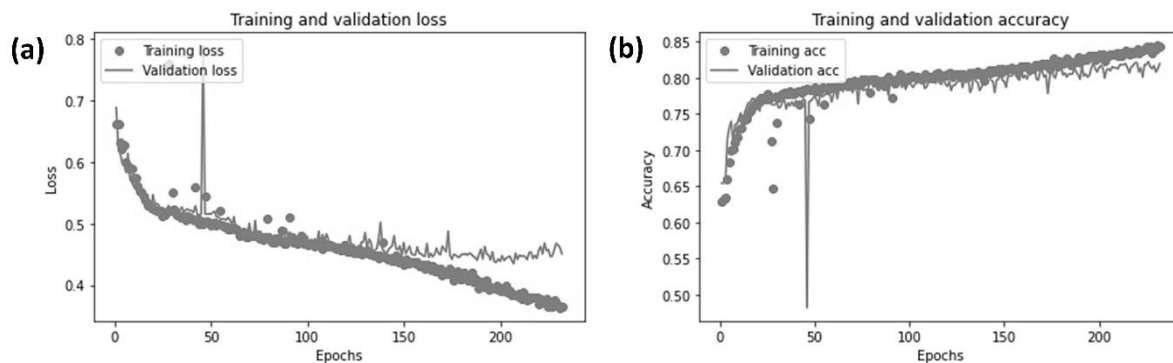 (a)
Training and validation loss
Training loss
Validation loss
0.8
0.7
0.6
0.5
0.4
Loss
0
50
100
150
200
Epochs
(b)
Training and validation accuracy
Training acc
Validation acc
0.85
0.80
0.75
0.70
0.65
0.60
0.55
0.50
Accuracy
0
50
100
150
200
Epochs